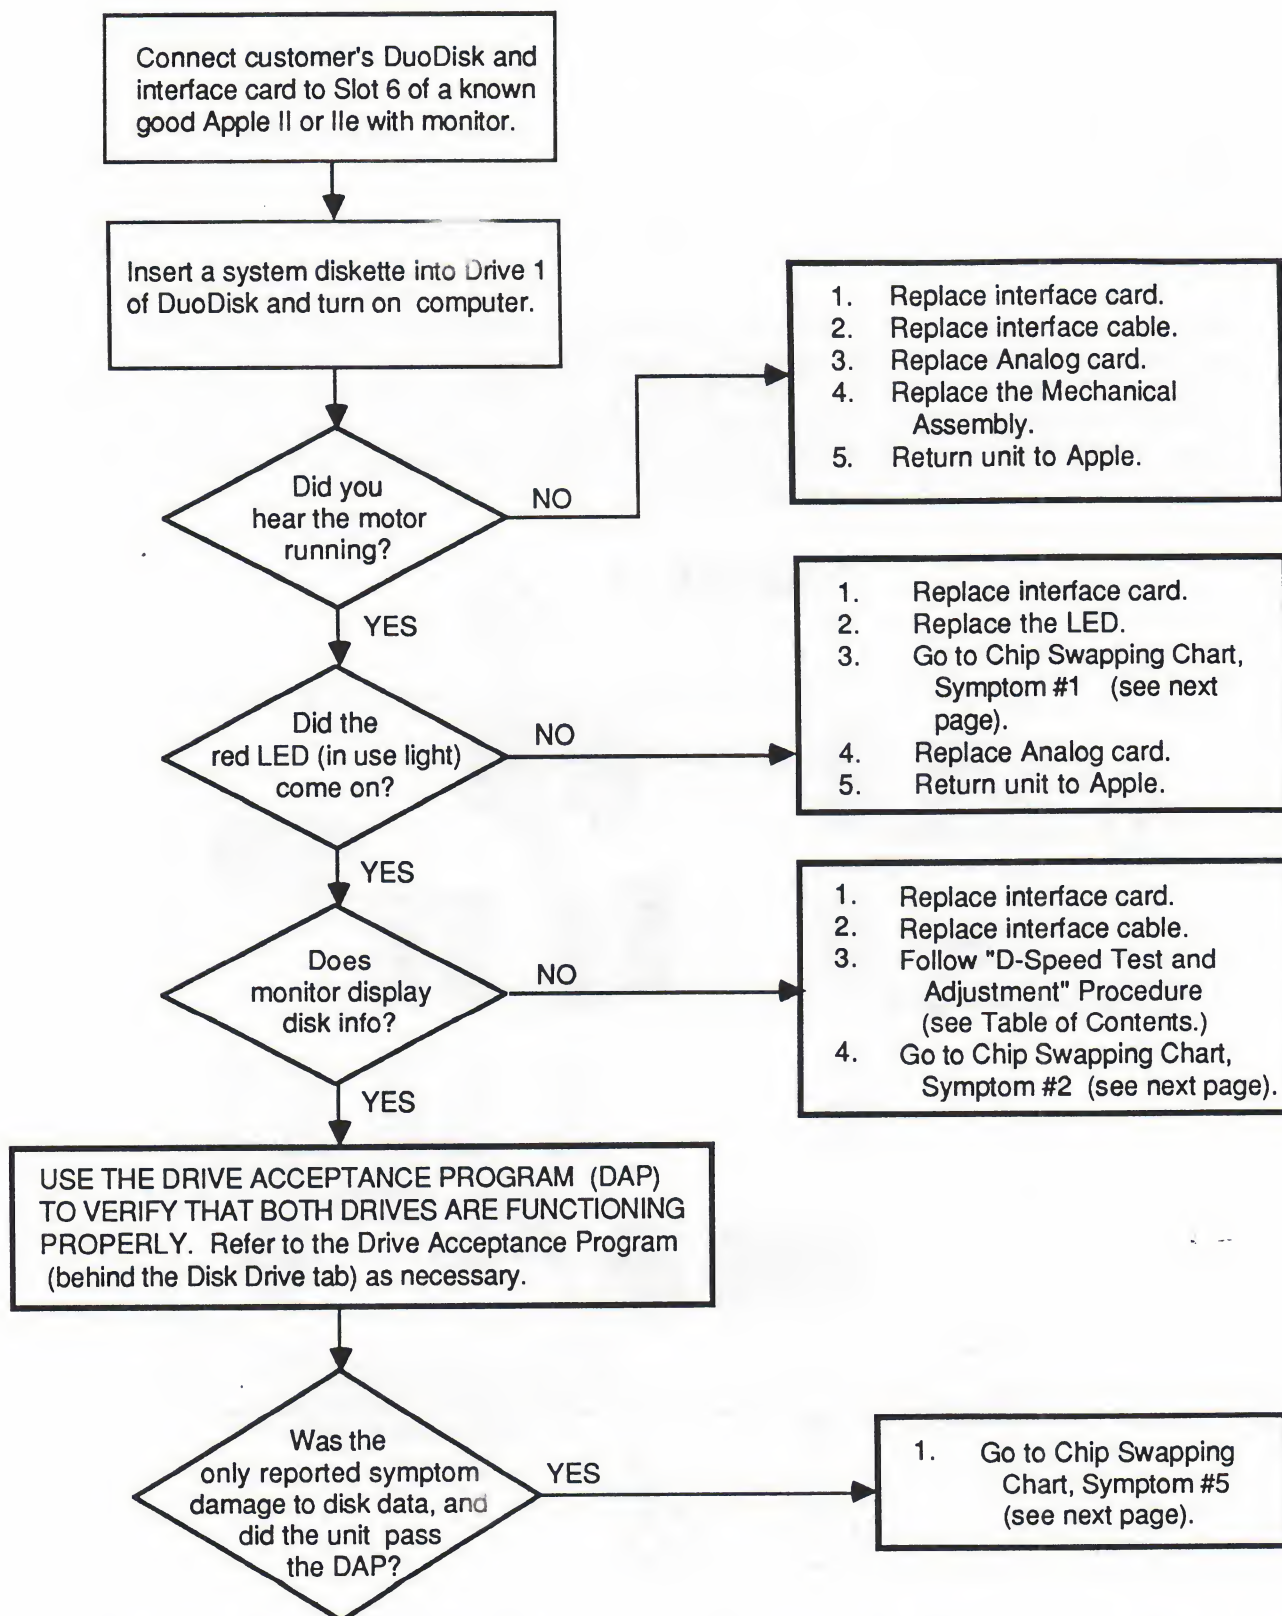 Connect customer's DuoDisk and
interface card to Slot 6 of a known
good Apple II or IIe with monitor.
Insert a system diskette into Drive 1
of DuoDisk and turn on computer.
Did you
hear the motor
running?
NO
1. Replace interface card.
2. Replace interface cable.
3. Replace Analog card.
4. Replace the Mechanical
Assembly.
5. Return unit to Apple.
YES
Did the
red LED (in use light)
come on?
NO
1. Replace interface card.
2. Replace the LED.
3. Go to Chip Swapping Chart,
Symptom #1 (see next
page).
4. Replace Analog card.
5. Return unit to Apple.
YES
Does
monitor display
disk info?
NO
1. Replace interface card.
2. Replace interface cable.
3. Follow "D-Speed Test and
Adjustment" Procedure
(see Table of Contents.)
4. Go to Chip Swapping Chart,
Symptom #2 (see next page).
YES
USE THE DRIVE ACCEPTANCE PROGRAM (DAP)
TO VERIFY THAT BOTH DRIVES ARE FUNCTIONING
PROPERLY. Refer to the Drive Acceptance Program
(behind the Disk Drive tab) as necessary.
Was the
only reported symptom
damage to disk data, and
did the unit pass
the DAP?
YES
1. Go to Chip Swapping
Chart, Symptom #5
(see next page).